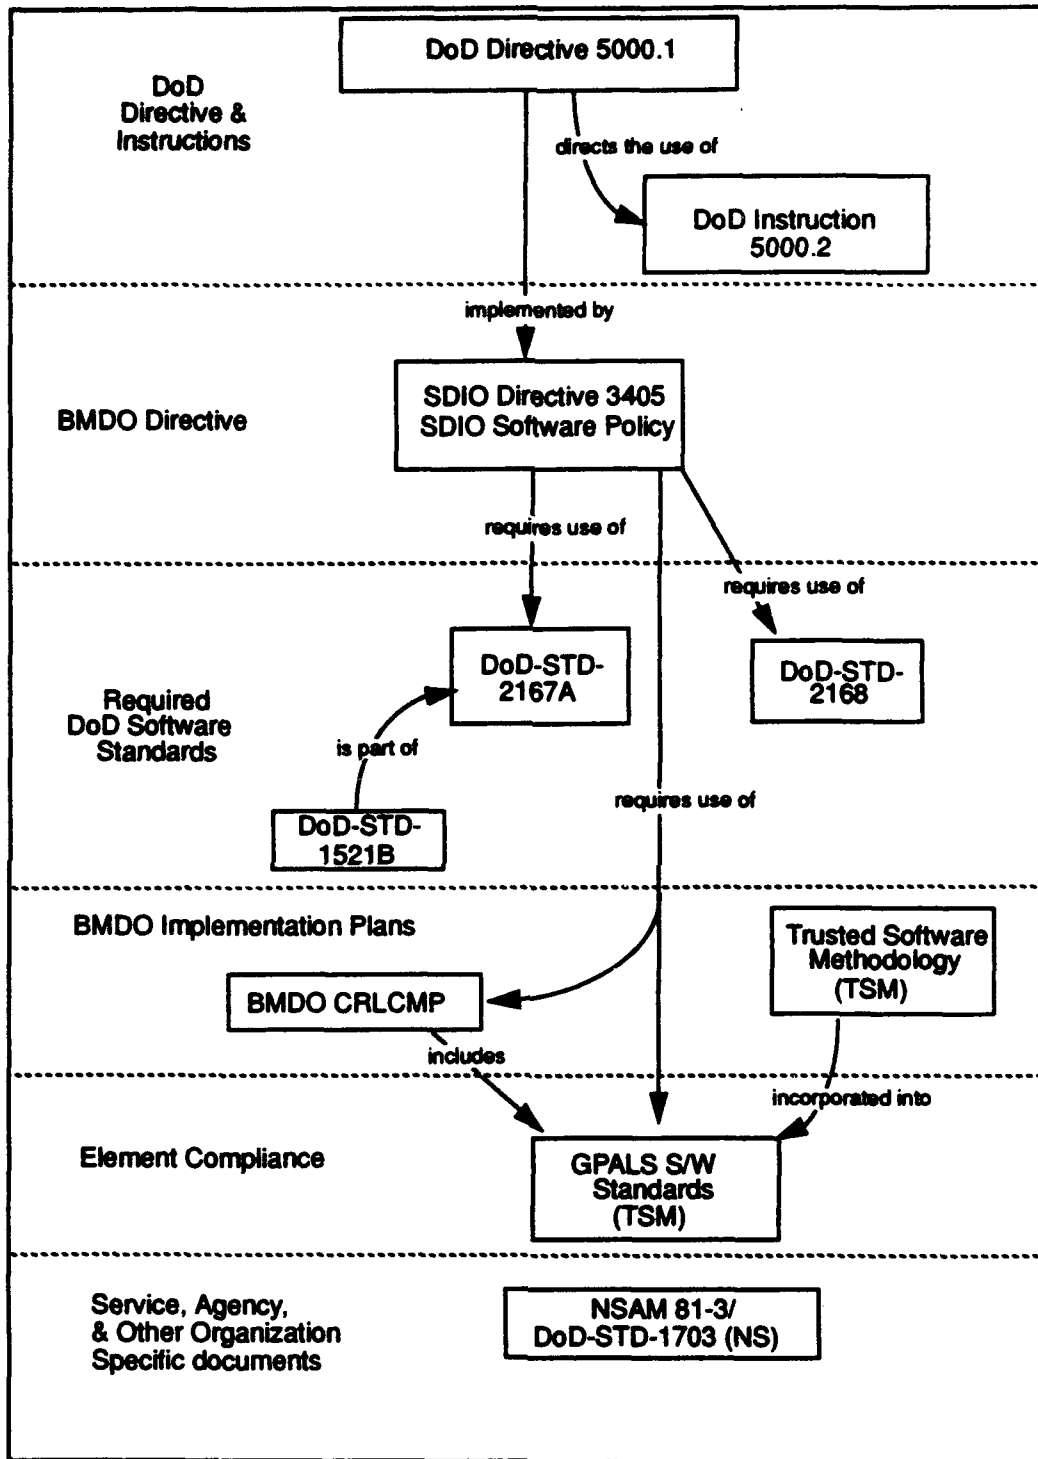 DoD Directive 5000.1
DoD
Directive &
Instructions
directs the use of
DoD Instruction
5000.2
implemented by
SDIO Directive 3405
SDIO Software Policy
BMDO Directive
requires use of
requires use of
DoD-STD-
2167A
DoD-STD-
2168
Required
DoD Software
Standards
is part of
requires use of
DoD-STD-
1521B
BMDO Implementation Plans
Trusted Software
Methodology
(TSM)
BMDO CRLCMP
includes
incorporated into
Element Compliance
GPALS S/W
Standards
(TSM)
Service, Agency,
& Other Organization
Specific documents
NSAM 81-3/
DoD-STD-1703 (NS)